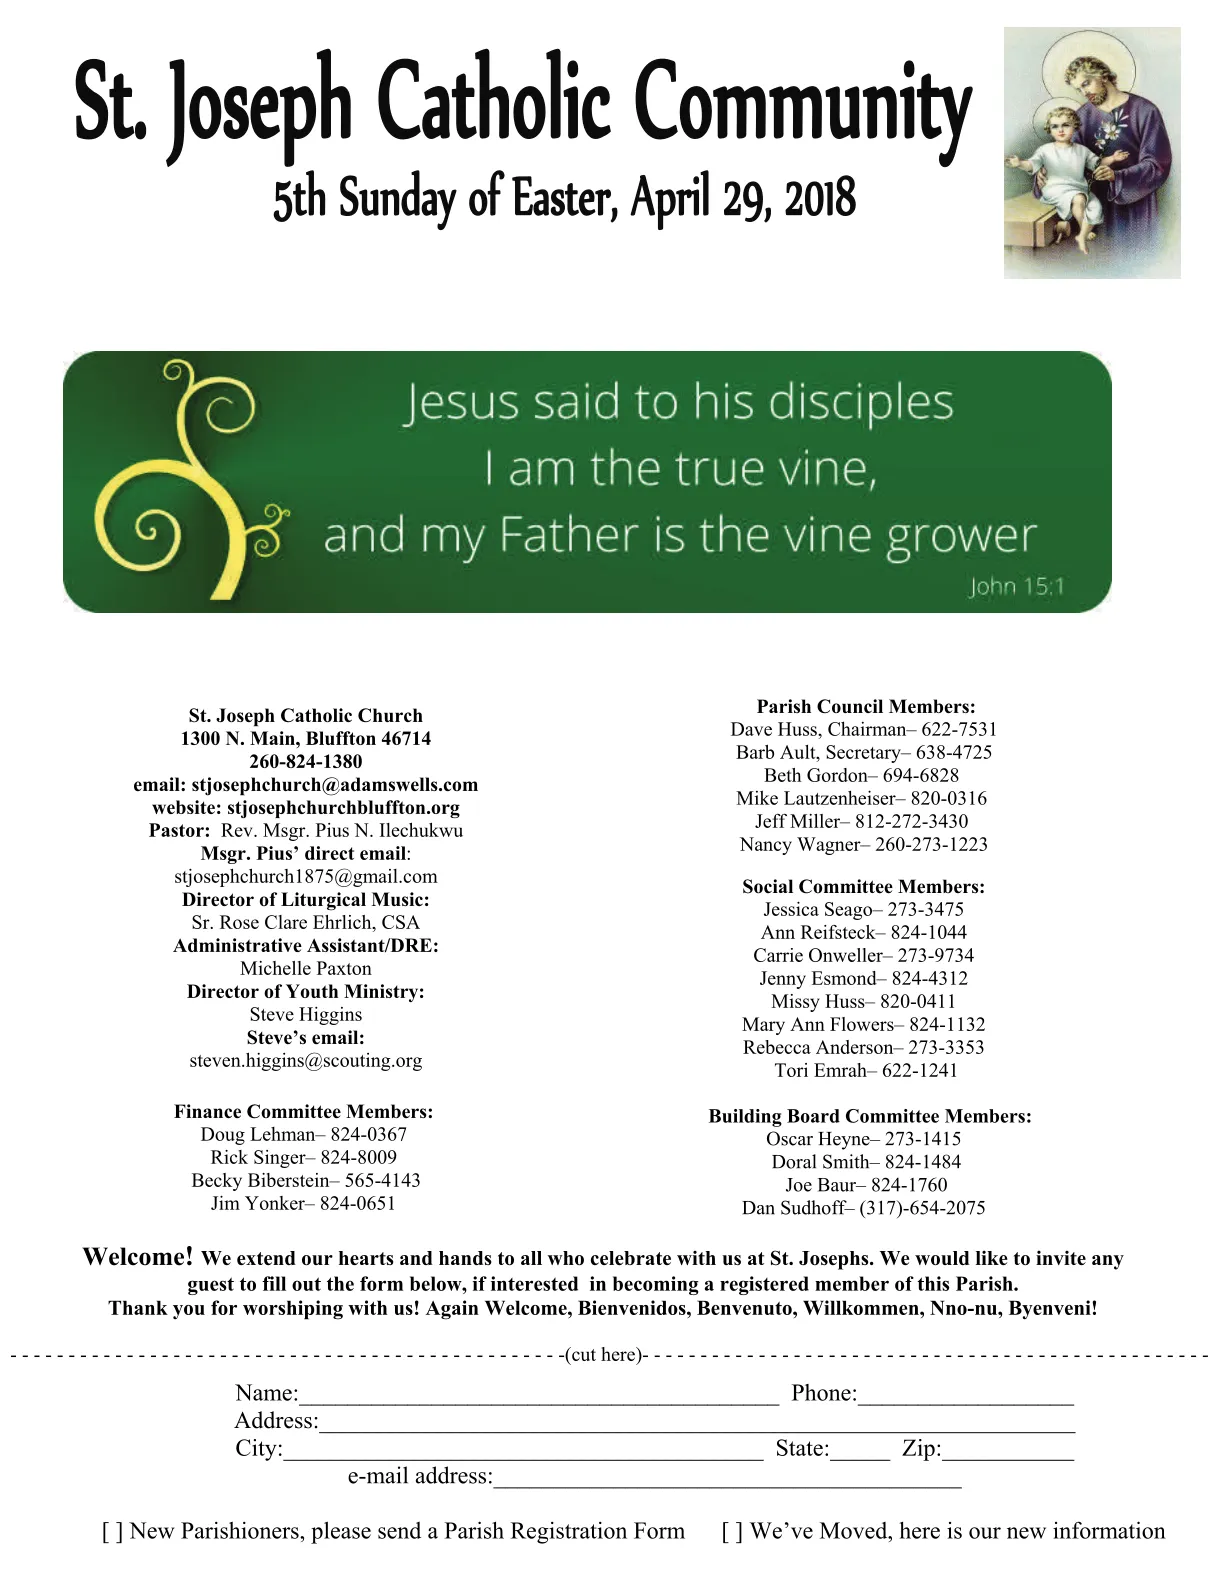 St. Joseph Catholic Community
5th Sunday of Easter, April 29, 2018
Jesus said to his disciples
I am the true vine,
and my Father is the vine grower
John 15:1
St. Joseph Catholic Church
1300 N. Main, Bluffton 46714
260-824-1380
email: stjosephchurch@adamswells.com
website: stjosephchurchbluffton.org
Pastor:  Rev. Msgr. Pius N. Ilechukwu
Msgr. Pius’ direct email:
stjosephchurch1875@gmail.com
Director of Liturgical Music:
Sr. Rose Clare Ehrlich, CSA
Administrative Assistant/DRE:
Michelle Paxton
Director of Youth Ministry:
Steve Higgins
Steve’s email:
steven.higgins@scouting.org
Finance Committee Members:
Doug Lehman– 824-0367
Rick Singer– 824-8009
Becky Biberstein– 565-4143
Jim Yonker– 824-0651
Parish Council Members:
Dave Huss, Chairman– 622-7531
Barb Ault, Secretary– 638-4725
Beth Gordon– 694-6828
Mike Lautzenheiser– 820-0316
Jeff Miller– 812-272-3430
Nancy Wagner– 260-273-1223
Social Committee Members:
Jessica Seago– 273-3475
Ann Reifsteck– 824-1044
Carrie Onweller– 273-9734
Jenny Esmond– 824-4312
Missy Huss– 820-0411
Mary Ann Flowers– 824-1132
Rebecca Anderson– 273-3353
Tori Emrah– 622-1241
Building Board Committee Members:
Oscar Heyne– 273-1415
Doral Smith– 824-1484
Joe Baur– 824-1760
Dan Sudhoff– (317)-654-2075
Welcome! We extend our hearts and hands to all who celebrate with us at St. Josephs. We would like to invite any
guest to fill out the form below, if interested  in becoming a registered member of this Parish.
Thank you for worshiping with us! Again Welcome, Bienvenidos, Benvenuto, Willkommen, Nno-nu, Byenveni!
- - - - - - - - - - - - - - - - - - - - - - - - - - - - - - - - - - - - - - - - - - - - - - - -(cut here)- - - - - - - - - - - - - - - - - - - - - - - - - - - - - - - - - - - - - - - - - - - - - - - - -
Name:________________________________________ Phone:__________________
Address:_______________________________________________________________
City:________________________________________ State:_____ Zip:___________
e-mail address:_______________________________________
[ ] New Parishioners, please send a Parish Registration Form      [ ] We’ve Moved, here is our new information